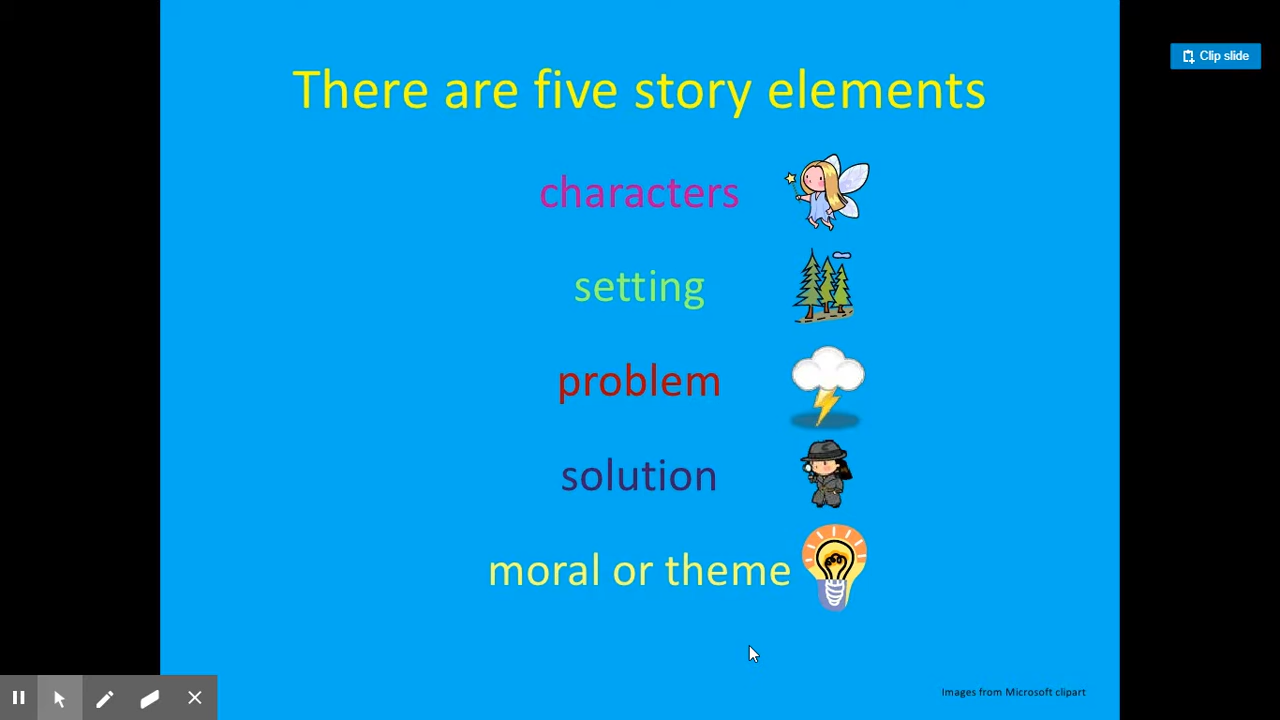 Clip slide
There are five story elements
characters
setting
problem
solution
moral or theme
Images from Microsoft clipart